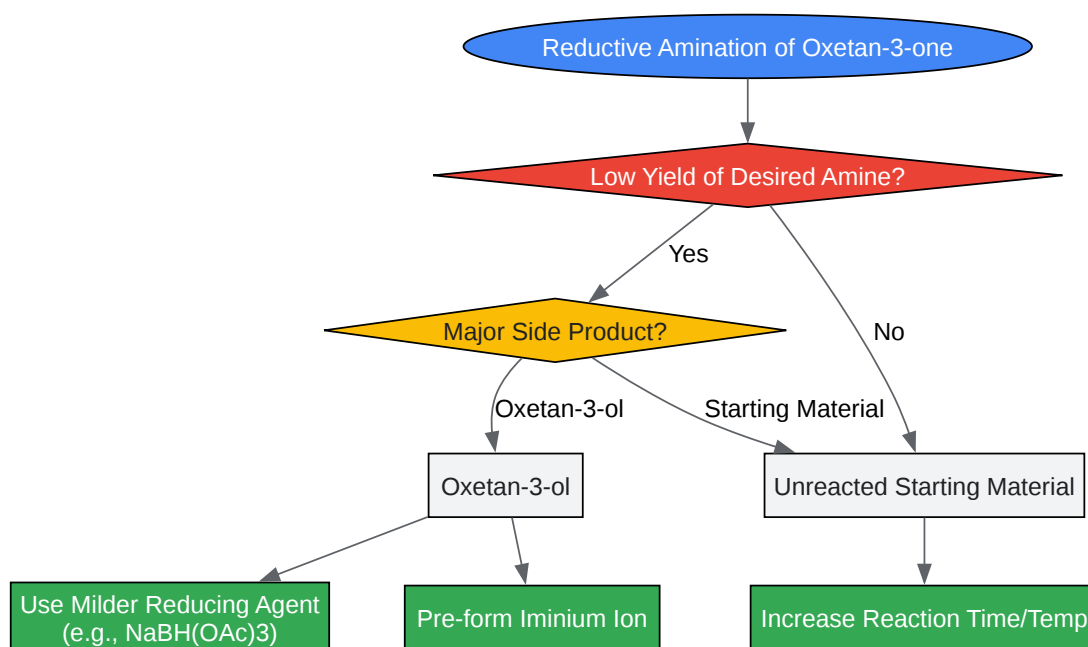 Reductive Amination of Oxetan-3-one
Low Yield of Desired Amine?
Yes
Major Side Product?
No
Oxetan-3-ol
Starting Material
Oxetan-3-ol
Unreacted Starting Material
Use Milder Reducing Agent
(e.g., NaBH(OAc)3)
Pre-form Iminium Ion
Increase Reaction Time/Temp